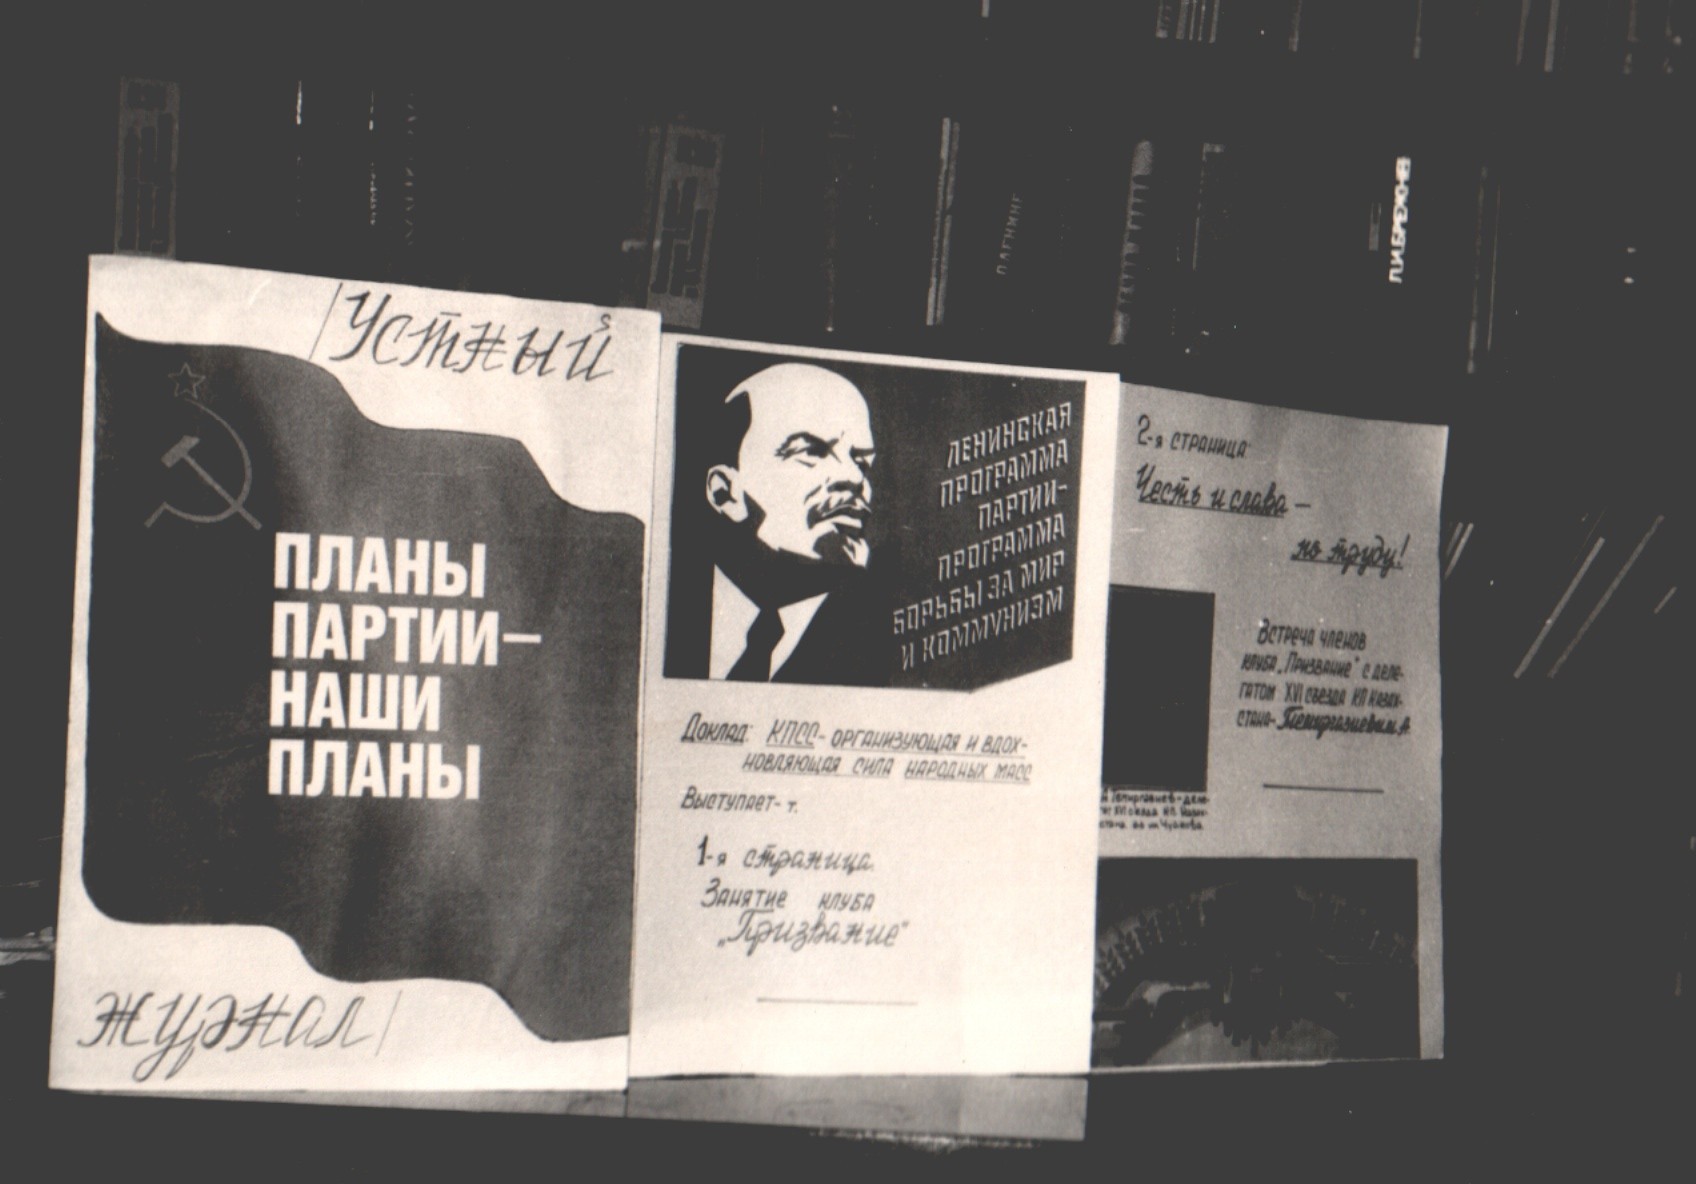 Устный
ПЛАНЫ
ПАРТИИ–
НАШИ
ПЛАНЫ
журнал
ЛЕНИНСКАЯ
ПРОГРАММА
ПАРТИИ–
ПРОГРАММА
БОРЬБЫ ЗА МИР
И КОММУНИЗМ
Доклад: КПСС – организующая и вдох-
новляющая сила народных масс
Выступает – т.
1-я страница.
Занятие клуба
„Призвание“
2-я страница:
Честь и слава –
по труду!
Встреча членов
клуба „Призвание“ с деле-
гатом XVI съезда КП Казах-
стана –
Л.И.БРЕЖНЕВ